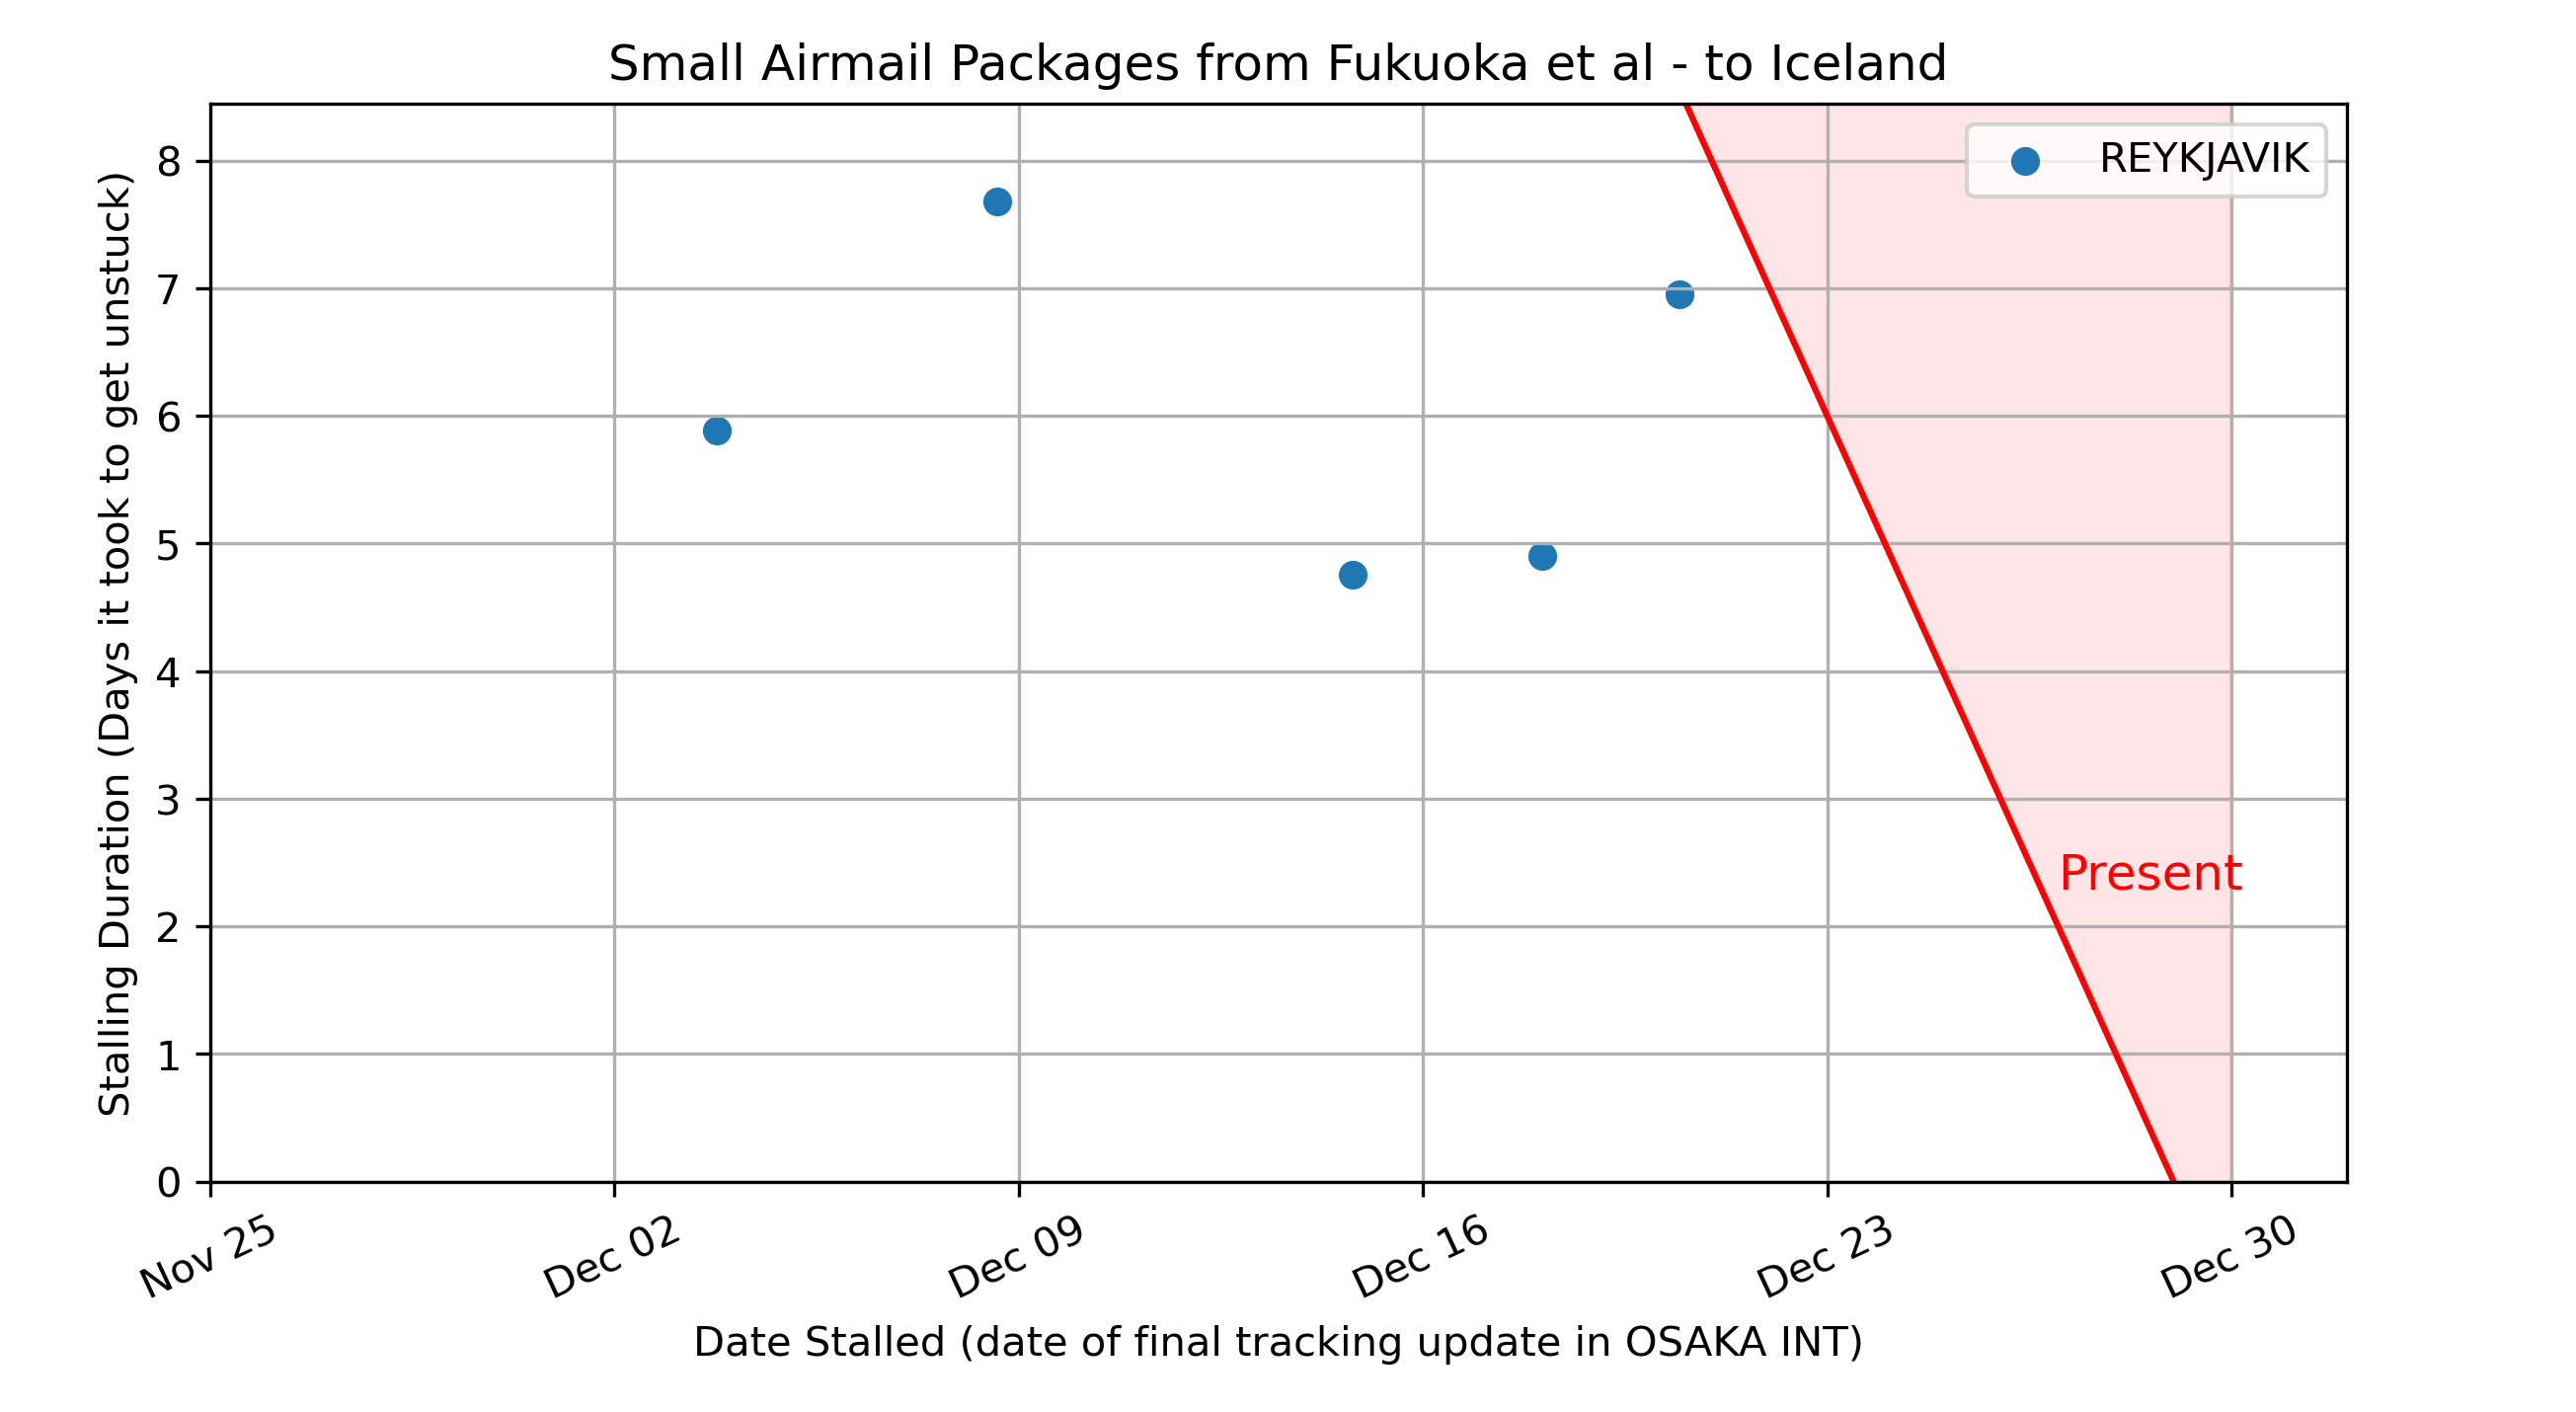 Small Airmail Packages from Fukuoka et al - to Iceland
REYKJAVIK
Stalling Duration (Days it took to get unstuck)
8
7
6
5
4
3
2
1
0
Present
Nov 25
Dec 02
Dec 09
Dec 16
Dec 23
Dec 30
Date Stalled (date of final tracking update in OSAKA INT)